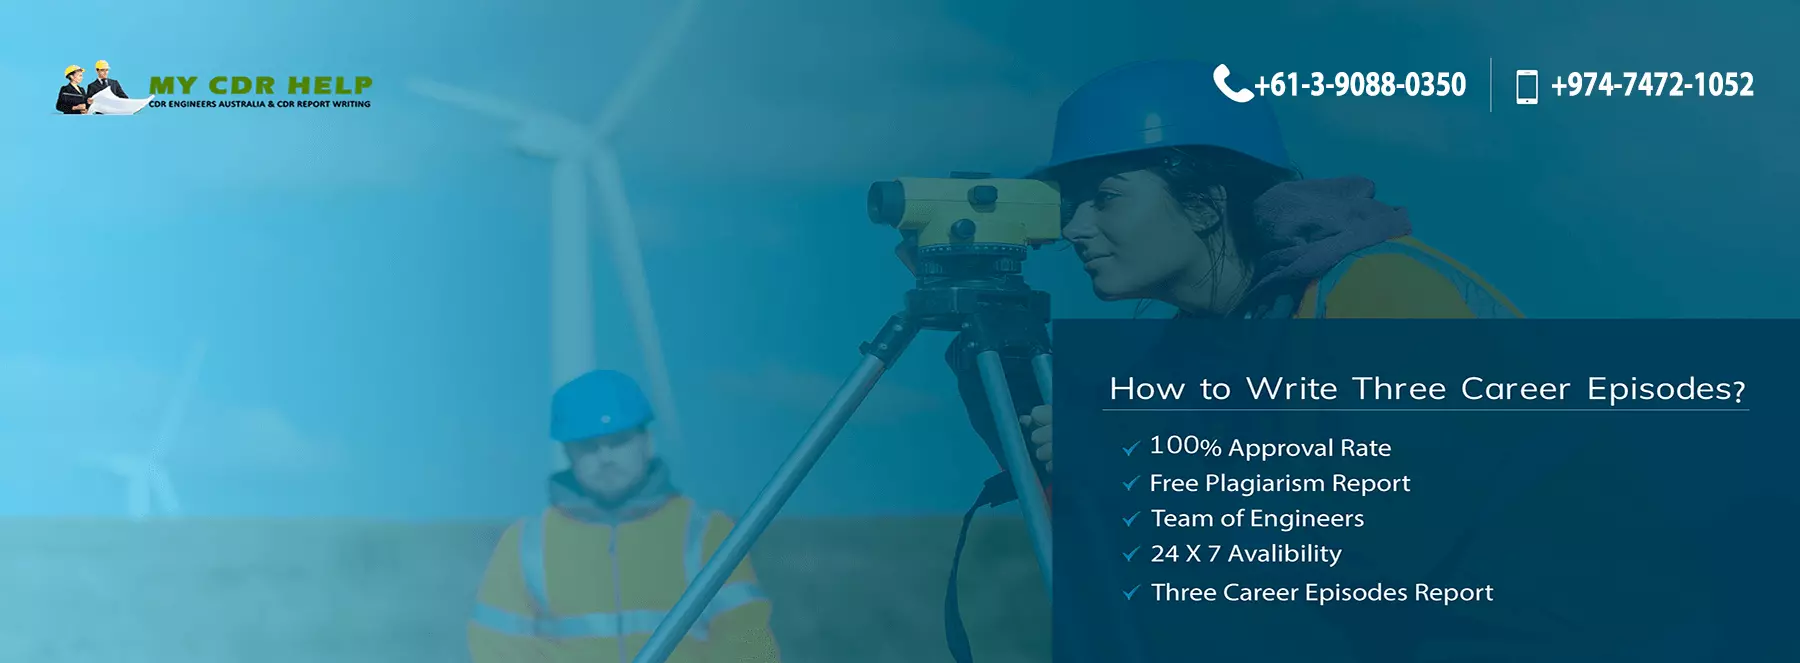 MY CDR HELP
CDR ENGINEERS AUSTRALIA & CDR REPORT WRITING
+61-3-9088-0350
+974-7472-1052
How to Write Three Career Episodes?
100% Approval Rate
Free Plagiarism Report
Team of Engineers
24 X 7 Avalibility
Three Career Episodes Report